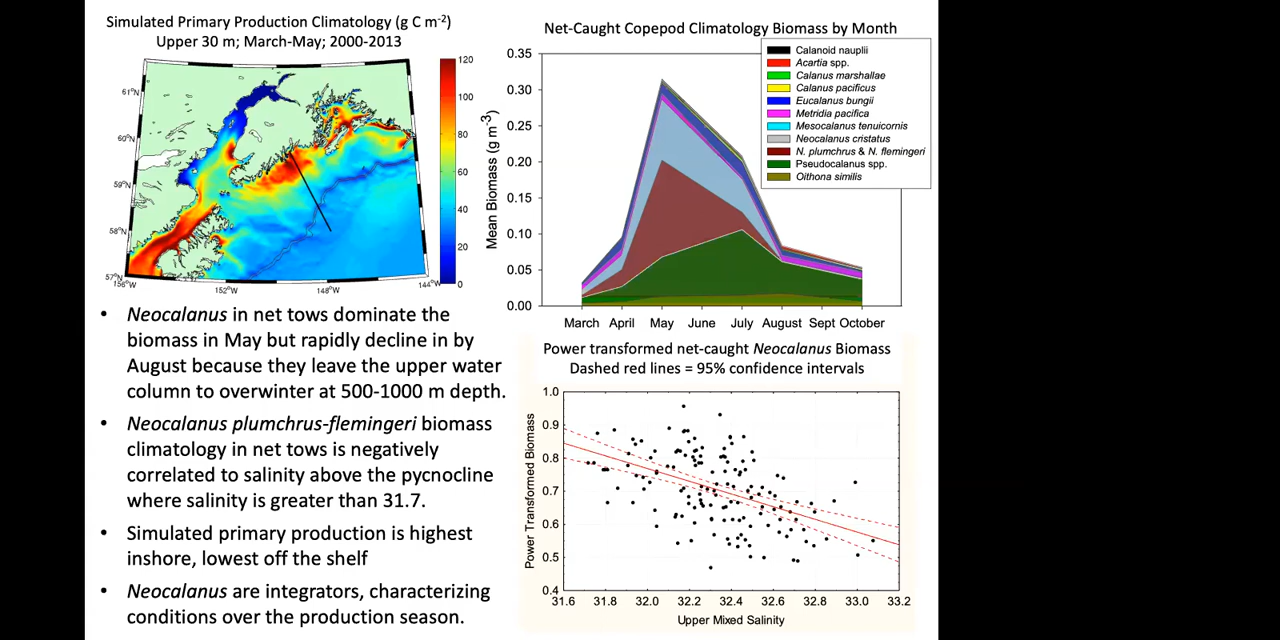 Simulated Primary Production Climatology (g C m-2)
Upper 30 m; March-May; 2000-2013
61°N
60°N
59°N
58°N
57°N
156°W
152°W
148°W
144°W
120
100
80
60
40
20
0
Net-Caught Copepod Climatology Biomass by Month
Mean Biomass (g m-3)
0.35
0.30
0.25
0.20
0.15
0.10
0.05
0.00
March April May June July August Sept October
Calanoid nauplii
Acartia spp.
Calanus marshallae
Calanus pacificus
Eucalanus bungii
Metridia pacifica
Mesocalanus tenuicornis
Neocalanus cristatus
N. plumchrus & N. flemingeri
Pseudocalanus spp.
Oithona similis
• Neocalanus in net tows dominate the
biomass in May but rapidly decline in by
August because they leave the upper water
column to overwinter at 500-1000 m depth.
• Neocalanus plumchrus-flemingeri biomass
climatology in net tows is negatively
correlated to salinity above the pycnocline
where salinity is greater than 31.7.
• Simulated primary production is highest
inshore, lowest off the shelf
• Neocalanus are integrators, characterizing
conditions over the production season.
Power transformed net-caught Neocalanus Biomass
Dashed red lines = 95% confidence intervals
Power Transformed Biomass
1.0
0.9
0.8
0.7
0.6
0.5
0.4
31.6 31.8 32.0 32.2 32.4 32.6 32.8 33.0 33.2
Upper Mixed Salinity